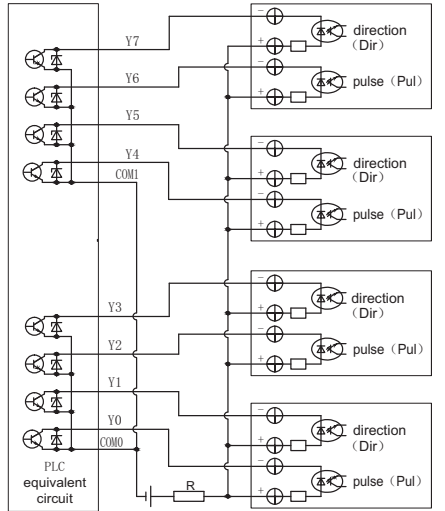 Y7
direction
（Dir）
Y6
pulse（Pul）
Y5
direction
（Dir）
Y4
COM1
pulse（Pul）
Y3
direction
（Dir）
Y2
pulse（Pul）
Y1
direction
（Dir）
Y0
COM0
pulse（Pul）
PLC
equivalent
circuit
R
− 
+
−
+
−
+
−
+
−
+
−
+
−
+
−
+